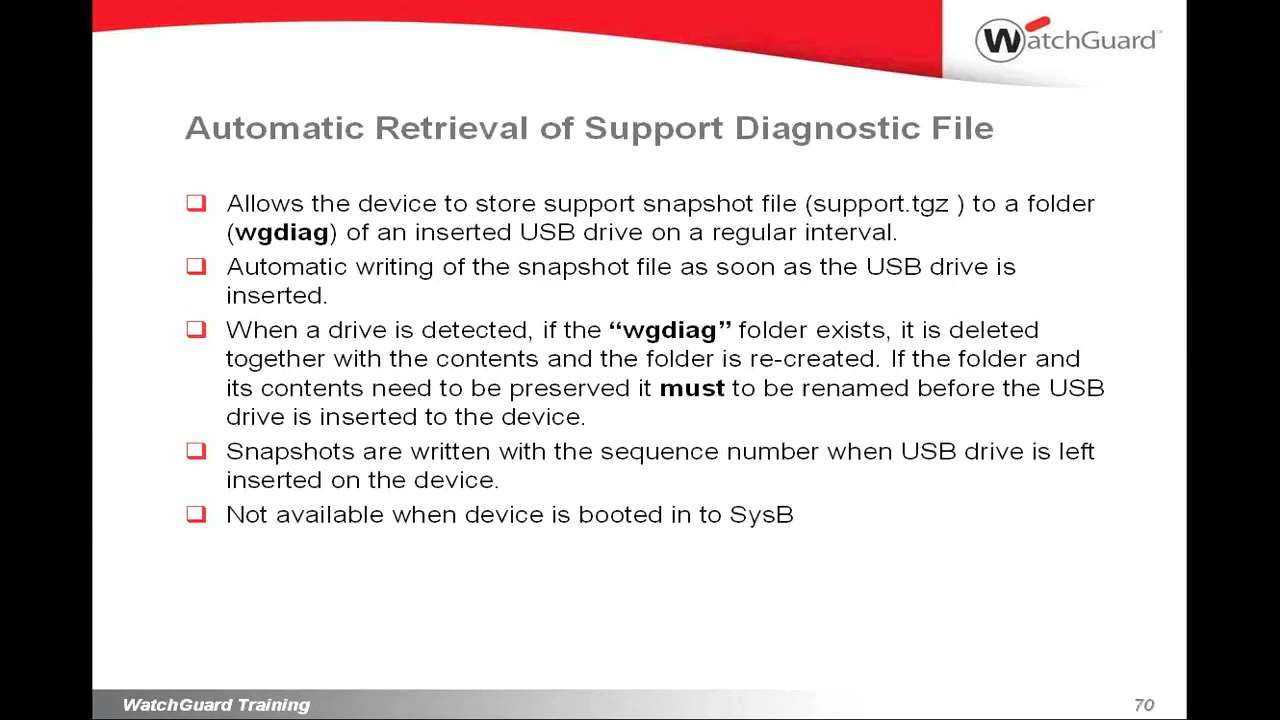 WatchGuard
Automatic Retrieval of Support Diagnostic File
Allows the device to store support snapshot file (support.tgz ) to a folder
(wgdiag) of an inserted USB drive on a regular interval.
Automatic writing of the snapshot file as soon as the USB drive is
inserted.
When a drive is detected, if the “wgdiag” folder exists, it is deleted
together with the contents and the folder is re-created. If the folder and
its contents need to be preserved it must to be renamed before the USB
drive is inserted to the device.
Snapshots are written with the sequence number when USB drive is left
inserted on the device.
Not available when device is booted in to SysB
WatchGuard Training
70